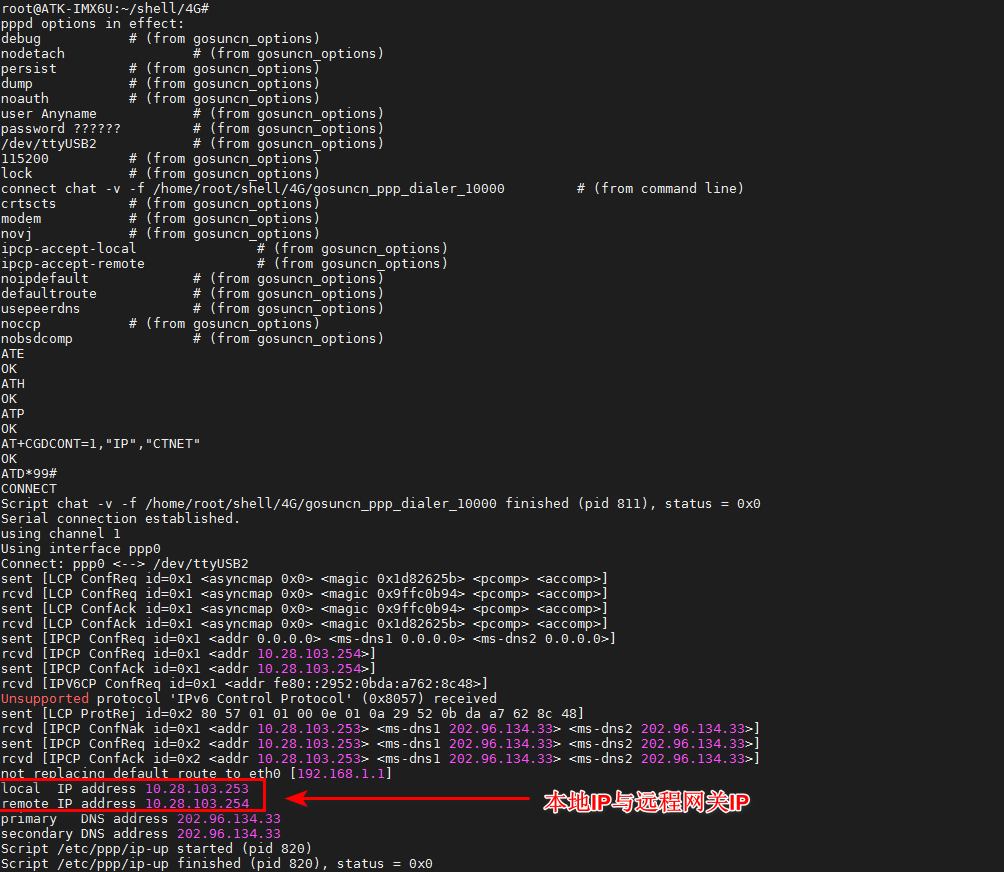 root@ATK-IMX6U:~/shell/4G#
pppd options in effect:
debug # (from gosuncn_options)
nodetach # (from gosuncn_options)
persist # (from gosuncn_options)
dump # (from gosuncn_options)
noauth # (from gosuncn_options)
user Anyname # (from gosuncn_options)
password ?????? # (from gosuncn_options)
/dev/ttyUSB2 # (from gosuncn_options)
115200 # (from gosuncn_options)
lock # (from gosuncn_options)
connect chat -v -f /home/root/shell/4G/gosuncn_ppp_dialer_10000 # (from command line)
crtscts # (from gosuncn_options)
modem # (from gosuncn_options)
novj # (from gosuncn_options)
ipcp-accept-local # (from gosuncn_options)
ipcp-accept-remote # (from gosuncn_options)
noipdefault # (from gosuncn_options)
defaultroute # (from gosuncn_options)
usepeerdns # (from gosuncn_options)
noccp # (from gosuncn_options)
nobsdcomp # (from gosuncn_options)
ATE
OK
ATH
OK
ATP
OK
AT+CGDCONT=1,"IP","CTNET"
OK
ATD*99#
CONNECT
Script chat -v -f /home/root/shell/4G/gosuncn_ppp_dialer_10000 finished (pid 811), status = 0x0
Serial connection established.
using channel 1
Using interface ppp0
Connect: ppp0 <--> /dev/ttyUSB2
sent [LCP ConfReq id=0x1 <asyncmap 0x0> <magic 0x1d82625b> <pcomp> <accomp>]
rcvd [LCP ConfReq id=0x1 <asyncmap 0x0> <magic 0x9ffc0b94> <pcomp> <accomp>]
sent [LCP ConfAck id=0x1 <asyncmap 0x0> <magic 0x9ffc0b94> <pcomp> <accomp>]
rcvd [LCP ConfAck id=0x1 <asyncmap 0x0> <magic 0x1d82625b> <pcomp> <accomp>]
sent [IPCP ConfReq id=0x1 <addr 0.0.0.0> <ms-dns1 0.0.0.0> <ms-dns2 0.0.0.0>]
rcvd [IPCP ConfReq id=0x1 <addr 10.28.103.254>]
sent [IPCP ConfAck id=0x1 <addr 10.28.103.254>]
rcvd [IPV6CP ConfReq id=0x1 <addr fe80::2952:0bda:a762:8c48>]
Unsupported protocol 'IPv6 Control Protocol' (0x8057) received
sent [LCP ProtRej id=0x2 80 57 01 01 00 0e 01 0a 29 52 0b da a7 62 8c 48]
rcvd [IPCP ConfNak id=0x1 <addr 10.28.103.253> <ms-dns1 202.96.134.33> <ms-dns2 202.96.134.33>]
sent [IPCP ConfReq id=0x2 <addr 10.28.103.253> <ms-dns1 202.96.134.33> <ms-dns2 202.96.134.33>]
rcvd [IPCP ConfAck id=0x2 <addr 10.28.103.253> <ms-dns1 202.96.134.33> <ms-dns2 202.96.134.33>]
not replacing default route to eth0 [192.168.1.1]
local IP address 10.28.103.253
remote IP address 10.28.103.254
本地IP与远程网关IP
primary DNS address 202.96.134.33
secondary DNS address 202.96.134.33
Script /etc/ppp/ip-up started (pid 820)
Script /etc/ppp/ip-up finished (pid 820), status = 0x0